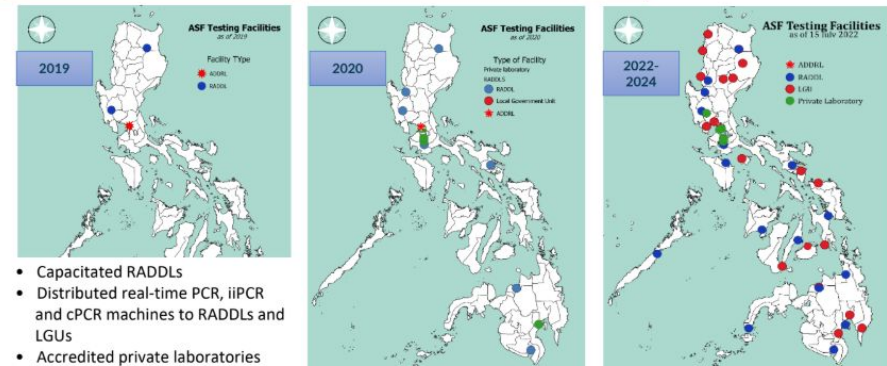 ASF Testing Facilities
as of 2019
2019
Facility TYpe
ADDRL
RADDL
ASF Testing Facilities
as of 2020
2020
Type of Facility
Private laboratory
RADDLS
RADDL
Local Government Unit
ADDRL
ASF Testing Facilities
as of 15 July 2022
2022-
2024
ADDRL
RADDL
LGU
Private Laboratory
• Capacitated RADDLs
• Distributed real-time PCR, iiPCR
and cPCR machines to RADDLs and
LGUs
• Accredited private laboratories